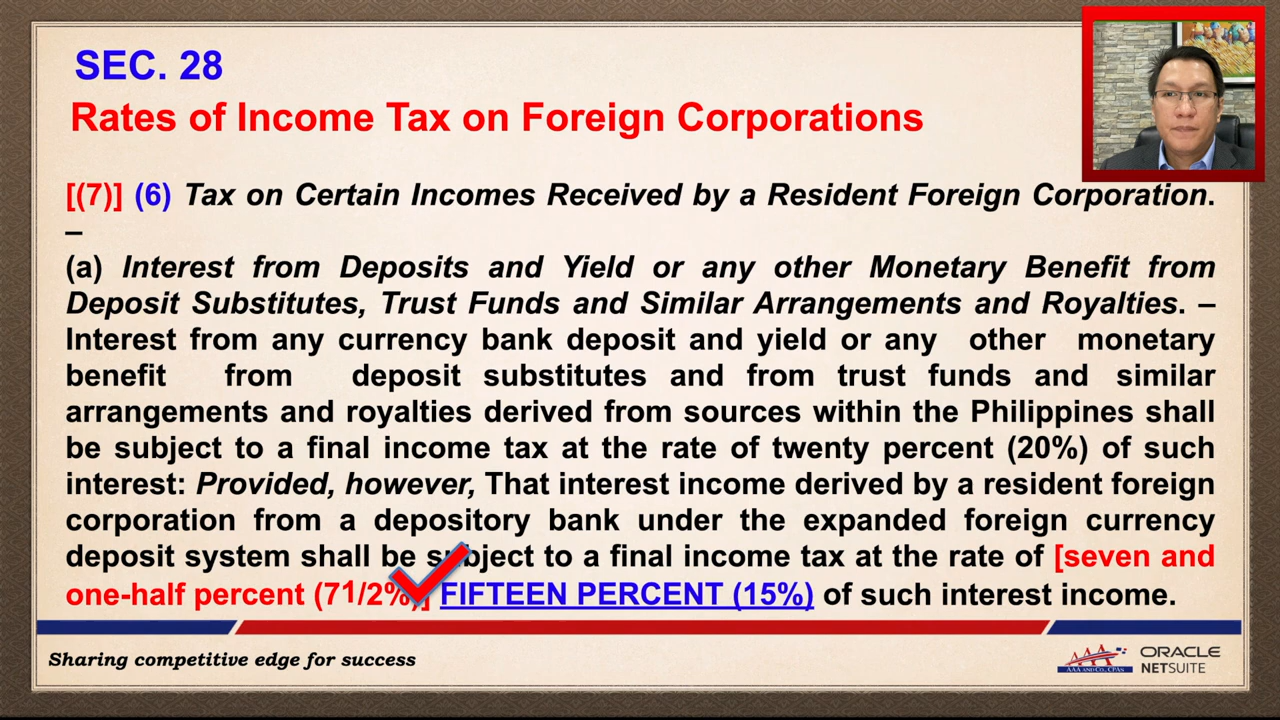 SEC. 28
Rates of Income Tax on Foreign Corporations
[(7)] (6) Tax on Certain Incomes Received by a Resident Foreign Corporation.
–
(a) Interest from Deposits and Yield or any other Monetary Benefit from
Deposit Substitutes, Trust Funds and Similar Arrangements and Royalties. –
Interest from any currency bank deposit and yield or any other monetary
benefit from deposit substitutes and from trust funds and similar
arrangements and royalties derived from sources within the Philippines shall
be subject to a final income tax at the rate of twenty percent (20%) of such
interest: Provided, however, That interest income derived by a resident foreign
corporation from a depository bank under the expanded foreign currency
deposit system shall be subject to a final income tax at the rate of [seven and
one-half percent (71/2%)] FIFTEEN PERCENT (15%) of such interest income.
Sharing competitive edge for success
AAA
AAA AND CO., CPAs
ORACLE
NETSUITE